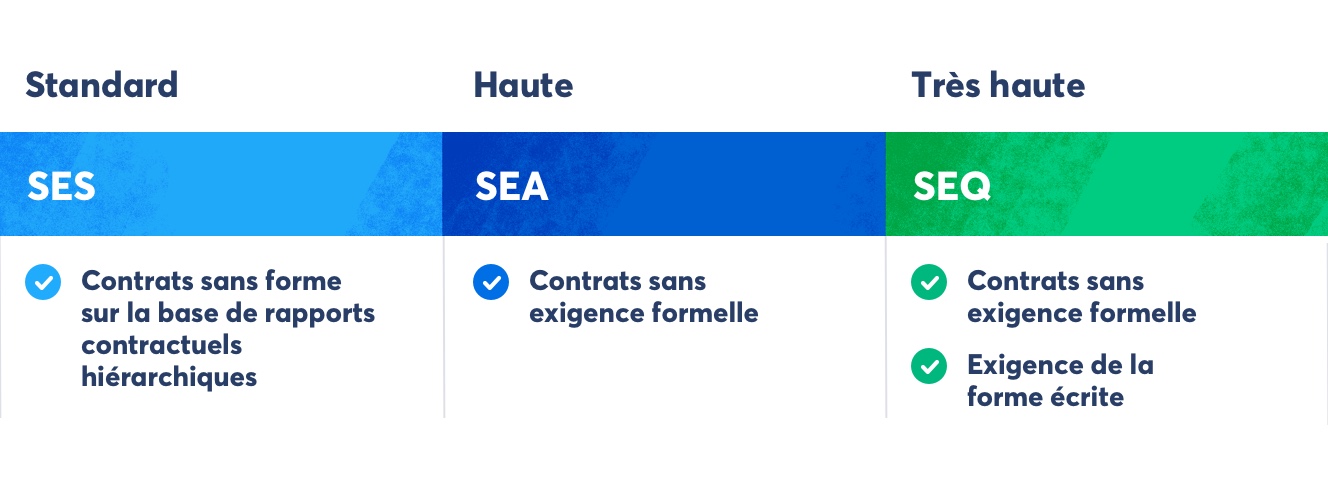 Standard
Haute
Très haute
SES
SEA
SEQ
Contrats sans forme
sur la base de rapports
contractuels
hiérarchiques
Contrats sans
exigence formelle
Contrats sans
exigence formelle
Exigence de la
forme écrite